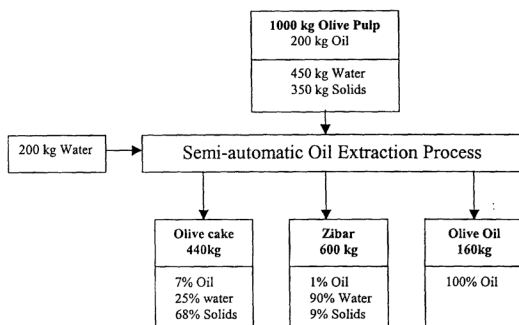 1000 kg Olive Pulp
200 kg Oil
450 kg Water
350 kg Solids
200 kg Water
Semi-automatic Oil Extraction Process
Olive cake
440kg
7% Oil
25% water
68% Solids
Zibar
600 kg
1% Oil
90% Water
9% Solids
Olive Oil
160kg
100% Oil